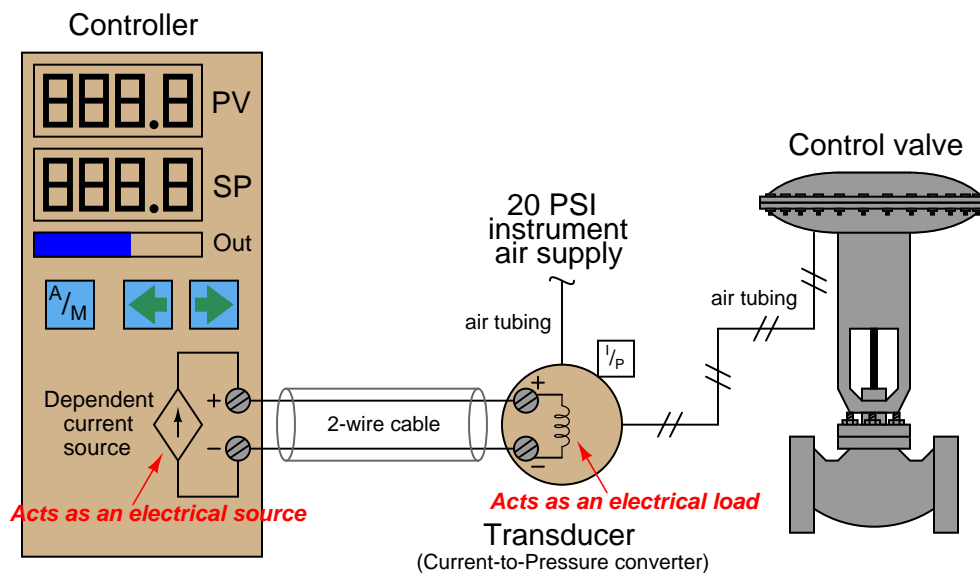 Controller
888.8
PV
888.8
SP
Out
A/M
Dependent
current
source
+
−
Acts as an electrical source
2-wire cable
20 PSI
instrument
air supply
air tubing
I/P
+
−
Acts as an electrical load
Transducer
(Current-to-Pressure converter)
air tubing
Control valve